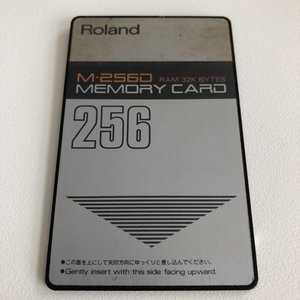 Roland
M-256D RAM 32K BYTES
MEMORY CARD
256
●この面を上にして矢印方向にゆっくりと差し込んでください。
●Gently insert with this side facing upward.